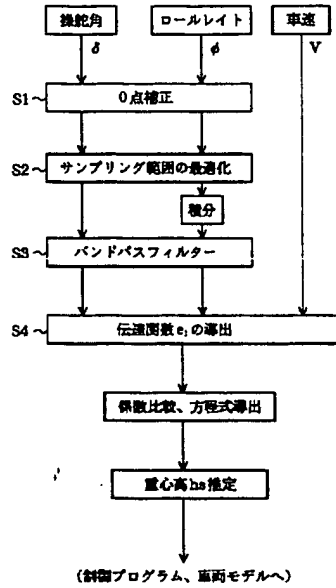 操舵角 ロールレイト 車速
δ φ V
S1～ 0点補正
S2～ サンプリング範囲の最適化
積分
S3～ バンドパスフィルター
S4～ 伝達関数eiの導出
係数比較、方程式導出
重心高hs推定
(制御プログラム、車両モデルへ)